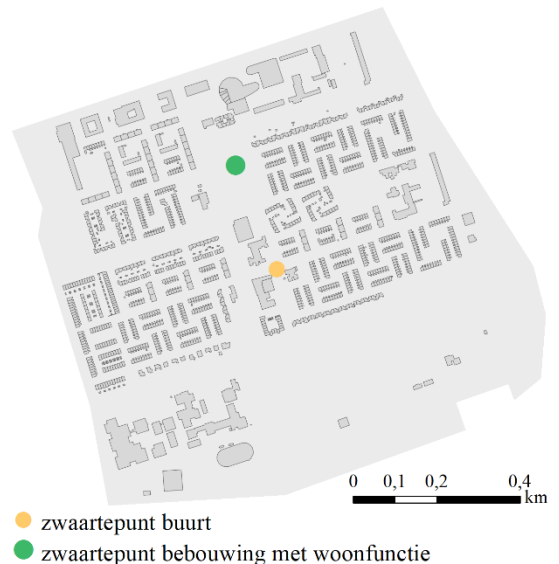 0 0,1 0,2 0,4
km
zwaartepunt buurt
zwaartepunt bebouwing met woonfunctie